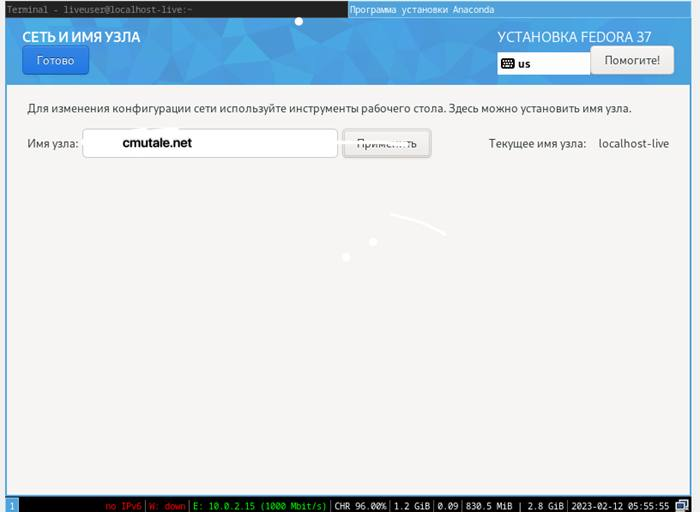 Terminal - liveuser@localhost-live:~
Программа установки Anaconda
СЕТЬ И ИМЯ УЗЛА
УСТАНОВКА FEDORA 37
Готово
us
Помогите!
Для изменения конфигурации сети используйте инструменты рабочего стола. Здесь можно установить имя узла.
Имя узла: cmutale.net Применить Текущее имя узла: localhost-live
1 no IPv6 W: down E: 10.0.2.15 (1000 Mbit/s) CHR 96.00% 1.2 GiB 0.09 830.5 MiB | 2.8 GiB 2023-02-12 05:55:55